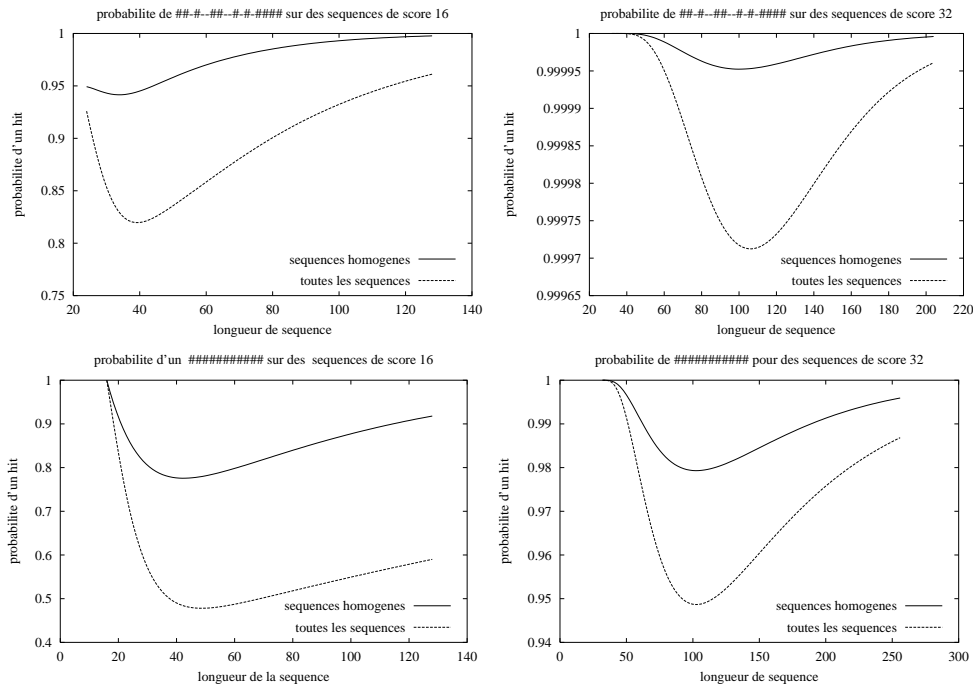 probabilite de ##-#--##--#-#-#### sur des sequences de score 16
1
0.95
0.9
0.85
0.8
0.75
probabilite d'un hit
sequences homogenes
toutes les sequences
20 40 60 80 100 120 140
longueur de sequence
probabilite de ##-#--##--#-#-#### sur des sequences de score 32
1
0.99995
0.9999
0.99985
0.9998
0.99975
0.9997
0.99965
probabilite d'un hit
sequences homogenes
toutes les sequences
20 40 60 80 100 120 140 160 180 200 220
longueur de sequence
probabilite d'un ########### sur des sequences de score 16
1
0.9
0.8
0.7
0.6
0.5
0.4
probabilite d'un hit
sequences homogenes
toutes les sequences
0 20 40 60 80 100 120 140
longueur de la sequence
probabilite de ########### pour des sequences de score 32
1
0.99
0.98
0.97
0.96
0.95
0.94
probabilite d'un hit
sequences homogenes
toutes les sequences
0 50 100 150 200 250 300
longueur de sequence